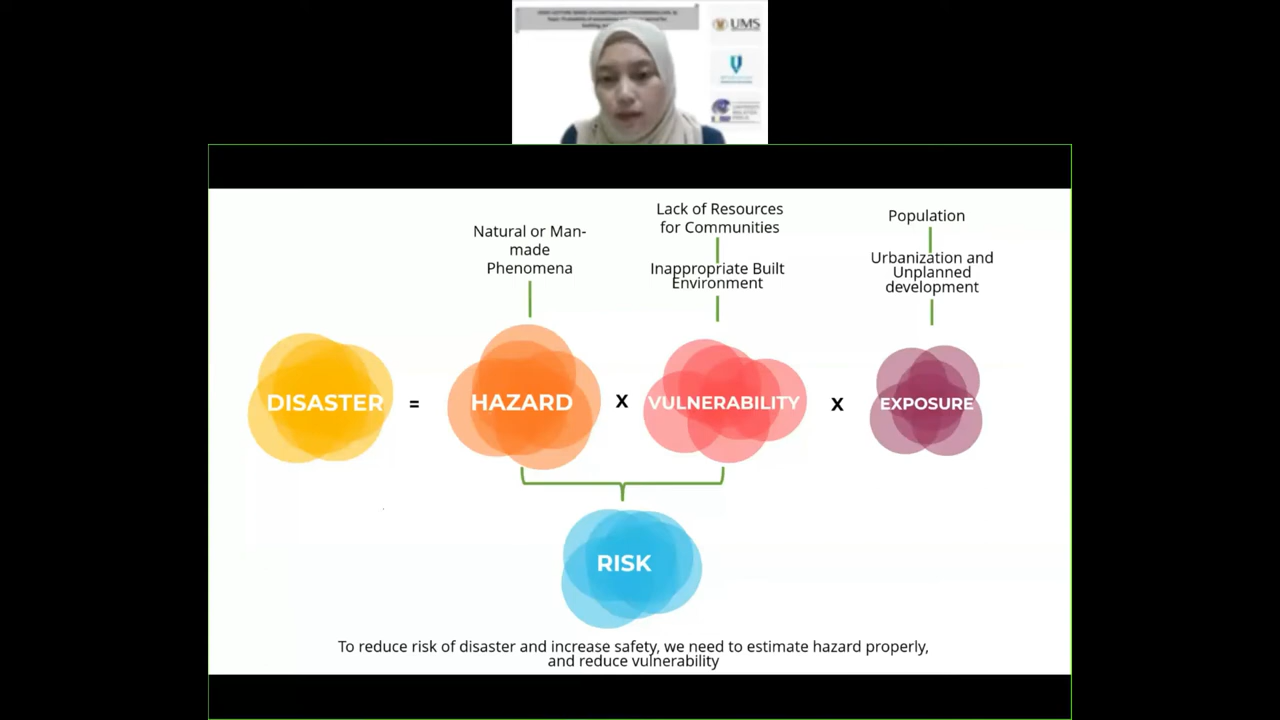 UMS
Lack of Resources
for Communities
Population
Natural or Man-
made
Phenomena
Inappropriate Built
Environment
Urbanization and
Unplanned
development
DISASTER = HAZARD X VULNERABILITY X EXPOSURE
RISK
To reduce risk of disaster and increase safety, we need to estimate hazard properly,
and reduce vulnerability